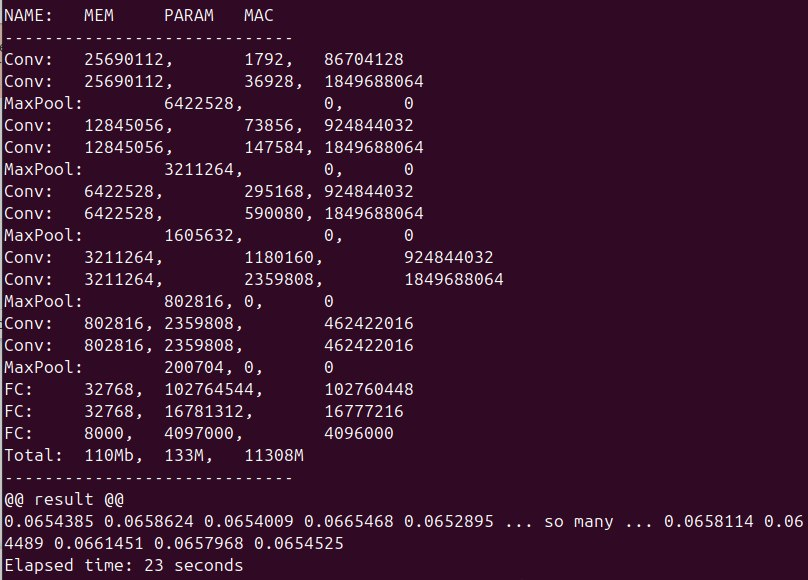 NAME: MEM PARAM MAC
-----------------------------
Conv: 25690112, 1792, 86704128
Conv: 25690112, 36928, 1849688064
MaxPool: 6422528, 0, 0
Conv: 12845056, 73856, 924844032
Conv: 12845056, 147584, 1849688064
MaxPool: 3211264, 0, 0
Conv: 6422528, 295168, 924844032
Conv: 6422528, 590080, 1849688064
MaxPool: 1605632, 0, 0
Conv: 3211264, 1180160, 924844032
Conv: 3211264, 2359808, 1849688064
MaxPool: 802816, 0, 0
Conv: 802816, 2359808, 462422016
Conv: 802816, 2359808, 462422016
MaxPool: 200704, 0, 0
FC: 32768, 102764544, 102760448
FC: 32768, 16781312, 16777216
FC: 8000, 4097000, 4096000
Total: 110Mb, 133M, 11308M
-----------------------------
@@ result @@
0.0654385 0.0658624 0.0654009 0.0665468 0.0652895 ... so many ... 0.0658114 0.06
4489 0.0661451 0.0657968 0.0654525
Elapsed time: 23 seconds